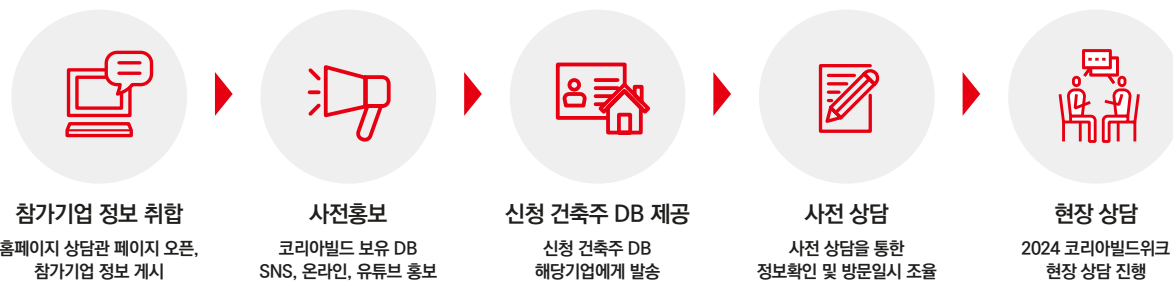 참가기업 정보 취합
홈페이지 상담관 페이지 오픈,
참가기업 정보 게시
사전홍보
코리아빌드 보유 DB
SNS, 온라인, 유튜브 홍보
신청 건축주 DB 제공
신청 건축주 DB
해당기업에게 발송
사전 상담
사전 상담을 통한
정보확인 및 방문일시 조율
현장 상담
2024 코리아빌드위크
현장 상담 진행